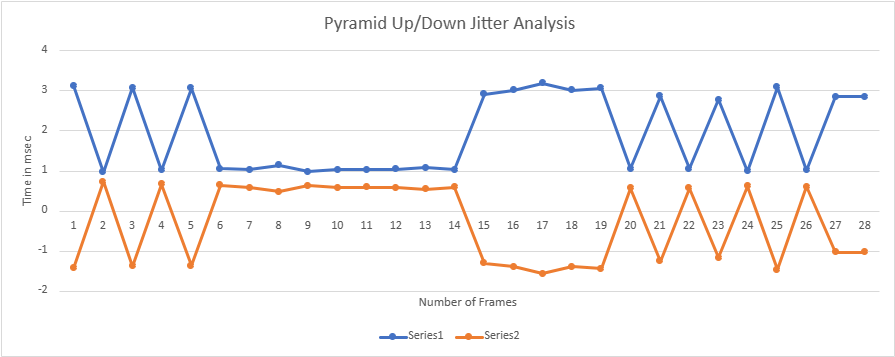 Pyramid Up/Down Jitter Analysis
4
3
2
1
0
-1
-2
Time in msec
1 2 3 4 5 6 7 8 9 10 11 12 13 14 15 16 17 18 19 20 21 22 23 24 25 26 27 28
Number of Frames
Series1 Series2